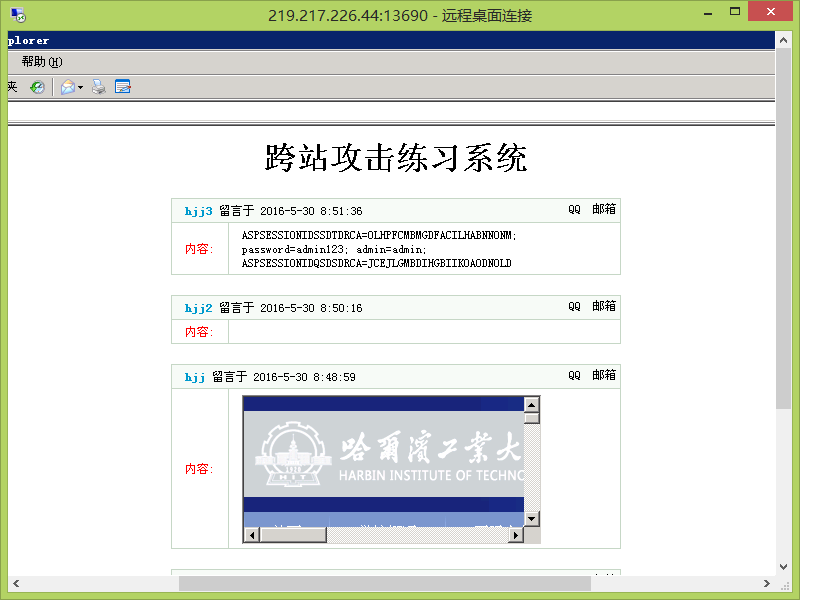 219.217.226.44:13690 - 远程桌面连接
plorer
帮助(H)
夹
跨站攻击练习系统
hjj3 留言于 2016-5-30 8:51:36 QQ 邮箱
内容: ASPSESSIONIDSSDTDRCA=OLHPFCMBMGDFACILHABNNONM;
password=admin123; admin=admin;
ASPSESSIONIDQSDSDRCA=JCEJLGMBDIHGBIIKOAODNOLD
hjj2 留言于 2016-5-30 8:50:16 QQ 邮箱
内容:
hjj 留言于 2016-5-30 8:48:59 QQ 邮箱
内容:
哈爾濱工業大
HARBIN INSTITUTE OF TECHNO
HIT